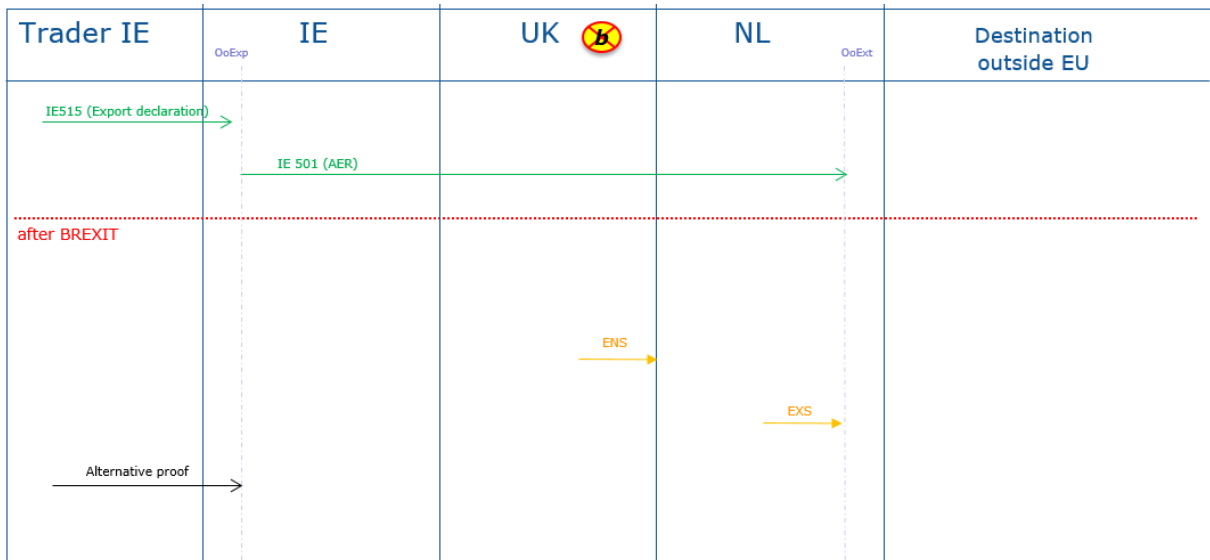 Trader IE
IE
UK
b
NL
Destination
outside EU
OoExp
OoExt
IE515 (Export declaration)
IE 501 (AER)
after BREXIT
ENS
EXS
Alternative proof